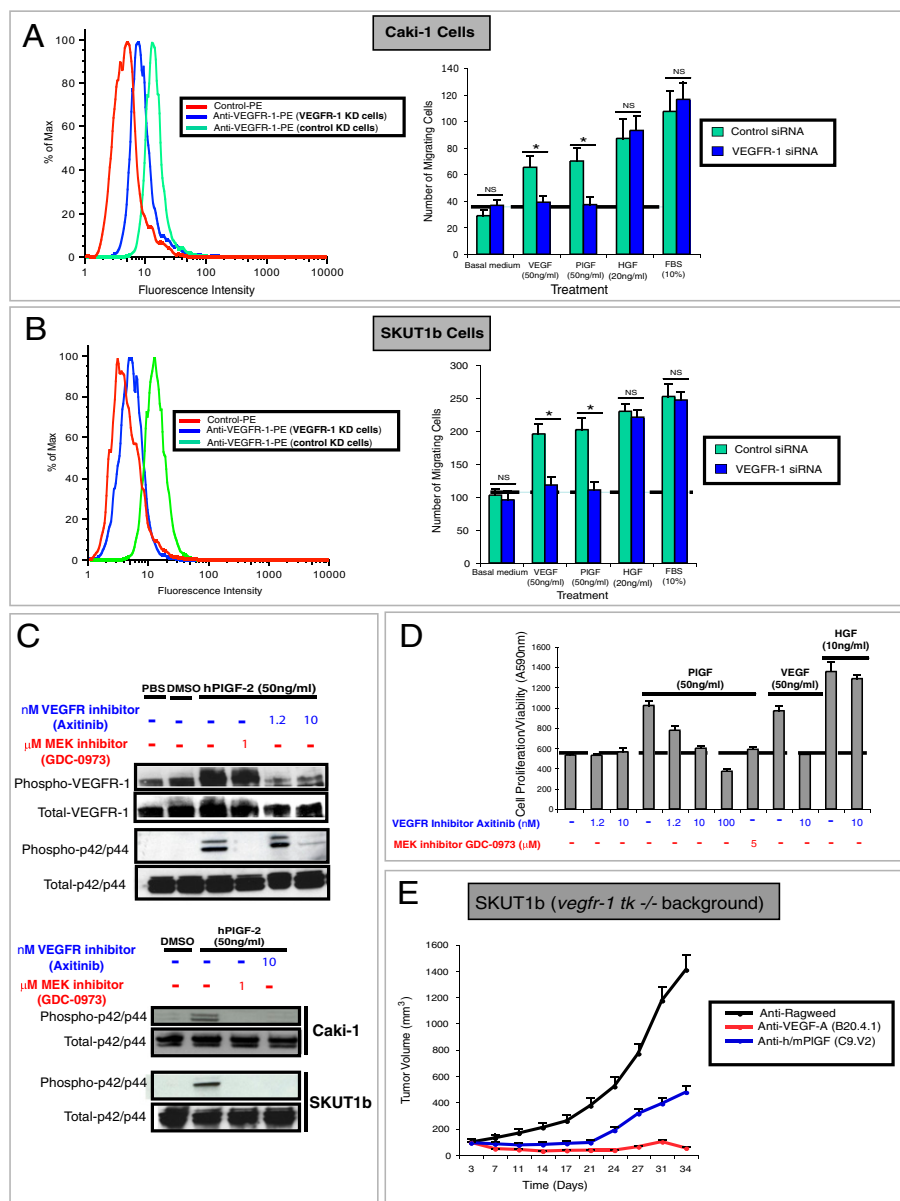 A
Caki-1 Cells
% of Max
100
80
60
40
20
0
1
10
100
1000
10000
Fluorescence Intensity
Control-PE
Anti-VEGFR-1-PE (VEGFR-1 KD cells)
Anti-VEGFR-1-PE (control KD cells)
Number of Migrating Cells
140
120
100
80
60
40
20
0
NS
*
*
NS
NS
Basal medium
VEGF (50ng/ml)
PlGF (50ng/ml)
HGF (20ng/ml)
FBS (10%)
Treatment
Control siRNA
VEGFR-1 siRNA
B
SKUT1b Cells
% of Max
100
80
60
40
20
0
1
10
100
1000
10000
Fluorescence Intensity
Control-PE
Anti-VEGFR-1-PE (VEGFR-1 KD cells)
Anti-VEGFR-1-PE (control KD cells)
Number of Migrating Cells
300
250
200
150
100
50
0
NS
*
*
NS
NS
Basal medium
VEGF (50ng/ml)
PlGF (50ng/ml)
HGF (20ng/ml)
FBS (10%)
Treatment
Control siRNA
VEGFR-1 siRNA
C
PBS DMSO hPlGF-2 (50ng/ml)
nM VEGFR inhibitor (Axitinib) - - - - 1.2 10
µM MEK inhibitor (GDC-0973) - - - 1 - -
Phospho-VEGFR-1
Total-VEGFR-1
Phospho-p42/p44
Total-p42/p44
hPlGF-2
DMSO (50ng/ml)
nM VEGFR inhibitor (Axitinib) - - - 10
µM MEK inhibitor (GDC-0973) - - 1 -
Phospho-p42/p44
Total-p42/p44
Caki-1
Phospho-p42/p44
Total-p42/p44
SKUT1b
D
Cell Proliferation/Viability (A590nm)
1600
1400
1200
1000
800
600
400
200
0
PlGF (50ng/ml)
VEGF (50ng/ml)
HGF (10ng/ml)
VEGFR Inhibitor Axitinib (nM) - 1.2 10 - 1.2 10 100 - - 10 - 10
MEK inhibitor GDC-0973 (µM) - - - - - - - 5 - - - -
E
SKUT1b (vegfr-1 tk -/- background)
Tumor Volume (mm³)
1600
1400
1200
1000
800
600
400
200
0
3 7 11 14 17 21 24 27 31 34
Time (Days)
Anti-Ragweed
Anti-VEGF-A (B20.4.1)
Anti-h/mPlGF (C9.V2)